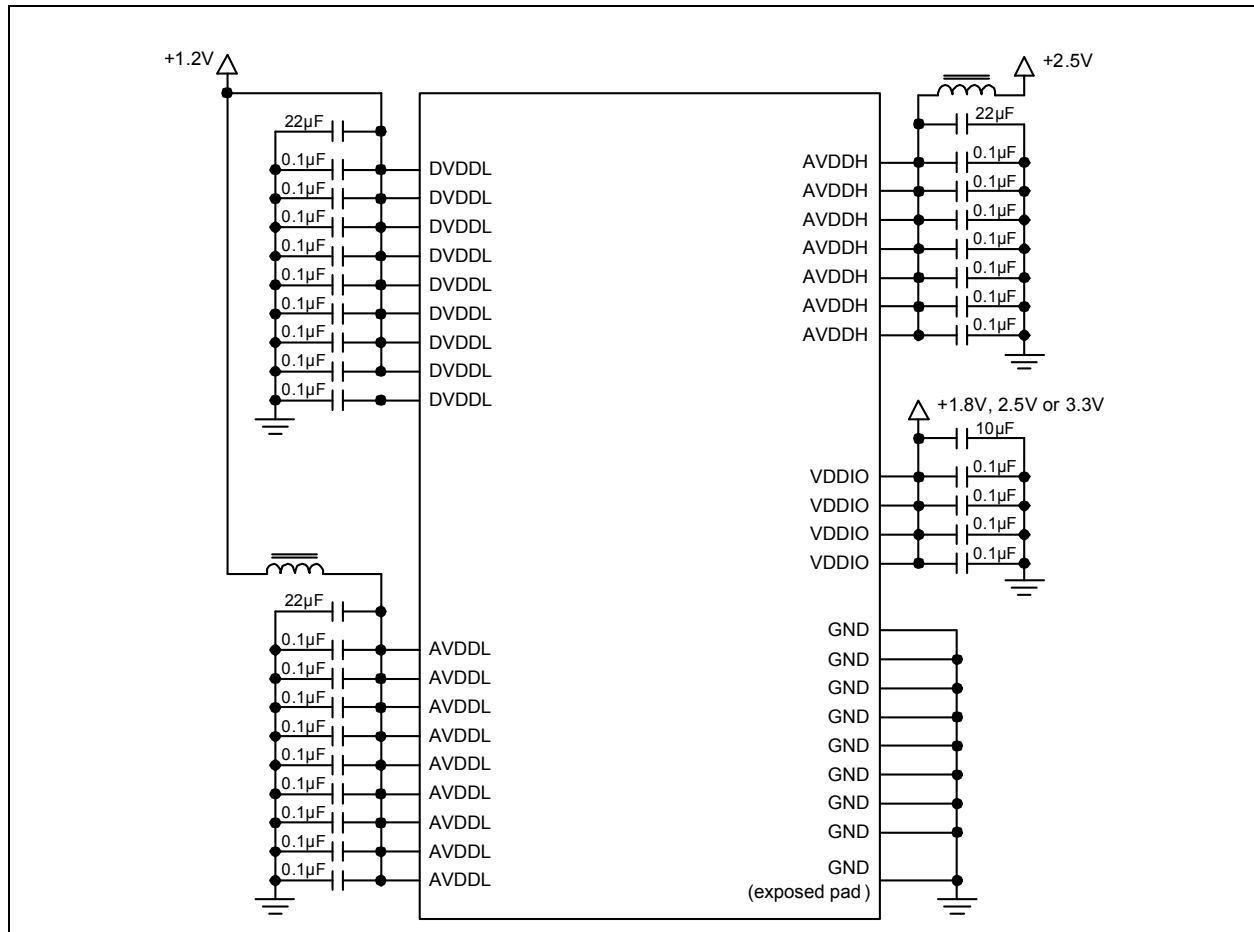 +1.2V
22µF
0.1µF
DVDDL
0.1µF
DVDDL
0.1µF
DVDDL
0.1µF
DVDDL
0.1µF
DVDDL
0.1µF
DVDDL
0.1µF
DVDDL
0.1µF
DVDDL
0.1µF
DVDDL
22µF
0.1µF
AVDDL
0.1µF
AVDDL
0.1µF
AVDDL
0.1µF
AVDDL
0.1µF
AVDDL
0.1µF
AVDDL
0.1µF
AVDDL
0.1µF
AVDDL
0.1µF
AVDDL
+2.5V
22µF
AVDDH
0.1µF
AVDDH
0.1µF
AVDDH
0.1µF
AVDDH
0.1µF
AVDDH
0.1µF
AVDDH
0.1µF
AVDDH
0.1µF
+1.8V, 2.5V or 3.3V
10µF
VDDIO
0.1µF
VDDIO
0.1µF
VDDIO
0.1µF
VDDIO
0.1µF
GND
GND
GND
GND
GND
GND
GND
GND
GND
(exposed pad)